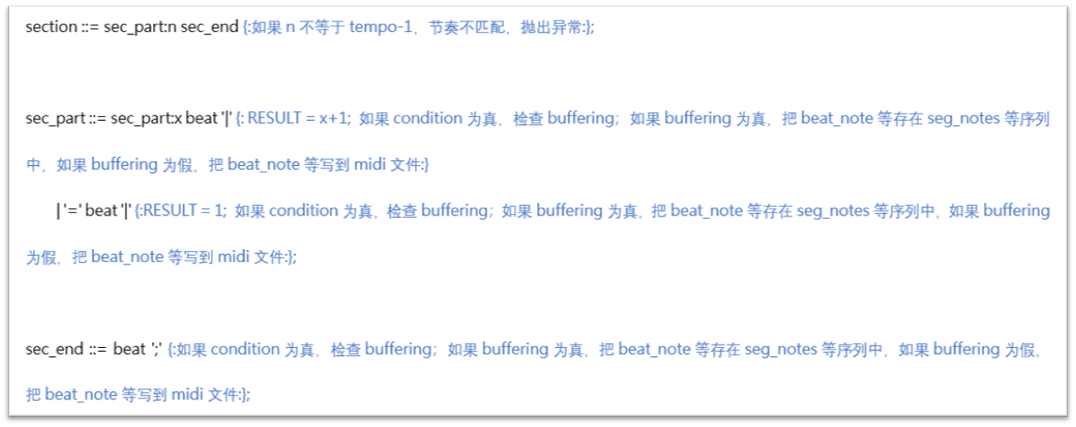 section ::= sec_part:n sec_end {:如果 n 不等于 tempo-1，节奏不匹配，抛出异常:};
sec_part ::= sec_part:x beat '|' {: RESULT = x+1; 如果 condition 为真，检查 buffering；如果 buffering 为真，把 beat_note 等存在 seg_notes 等序列
中，如果 buffering 为假，把 beat_note 等写到 midi 文件:}
| '=' beat '|' {:RESULT = 1; 如果 condition 为真，检查 buffering；如果 buffering 为真，把 beat_note 等存在 seg_notes 等序列中，如果 buffering
为假，把 beat_note 等写到 midi 文件:};
sec_end ::= beat ';' {:如果 condition 为真，检查 buffering；如果 buffering 为真，把 beat_note 等存在 seg_notes 等序列中，如果 buffering 为假，
把 beat_note 等写到 midi 文件:};